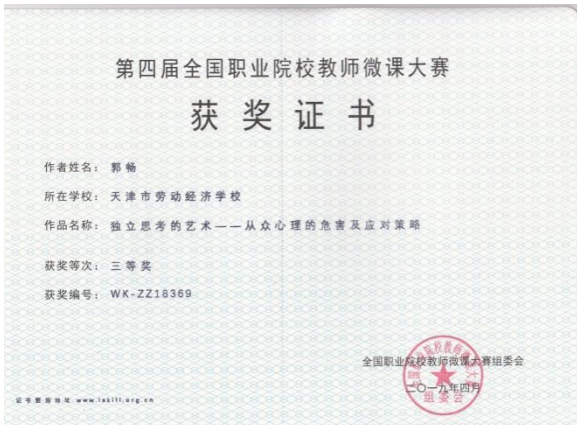 第四届全国职业院校教师微课大赛
获奖证书
作者姓名：郭畅
所在学校：天津市劳动经济学校
作品名称：独立思考的艺术——从众心理的危害及应对策略
获奖等次：三等奖
获奖编号：WK-ZZ18369
全国职业院校教师微课大赛组委会
二〇一九年四月
组委会
证书查询地址 www.lskill.org.cn